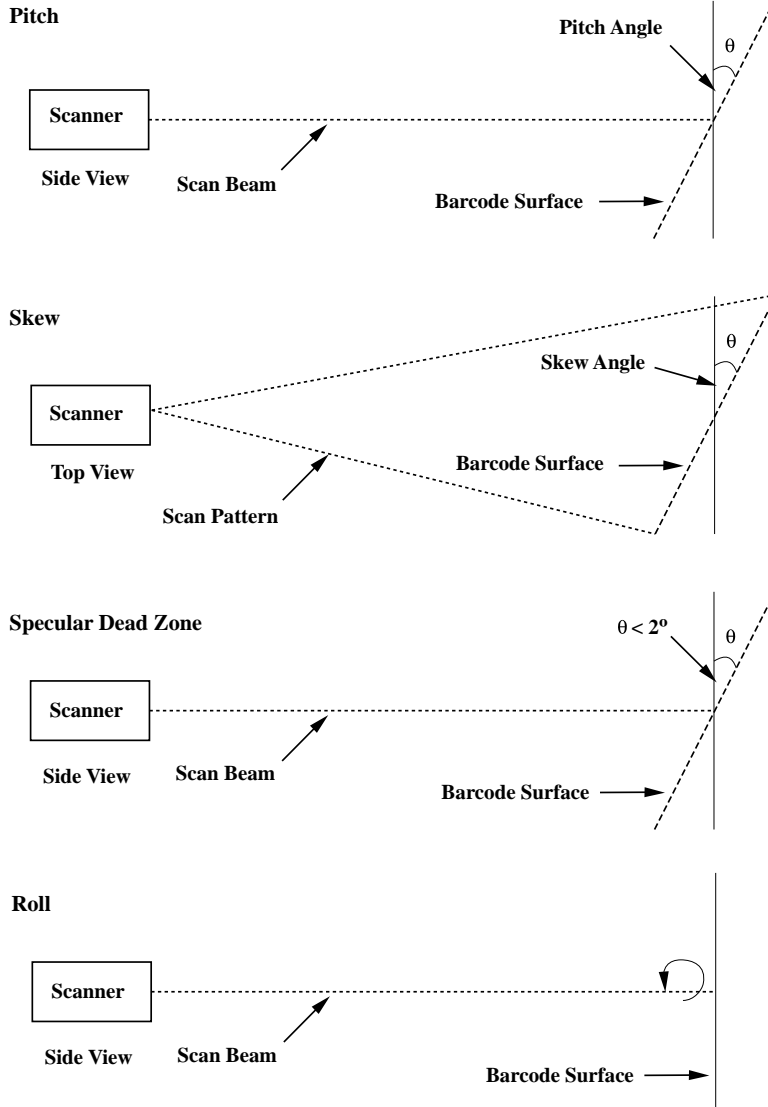 Pitch
Pitch Angle
θ
Scanner
Side View
Scan Beam
Barcode Surface
Skew
θ
Skew Angle
Scanner
Top View
Barcode Surface
Scan Pattern
Specular Dead Zone
θ < 2º
θ
Scanner
Side View
Scan Beam
Barcode Surface
Roll
Scanner
Side View
Scan Beam
Barcode Surface